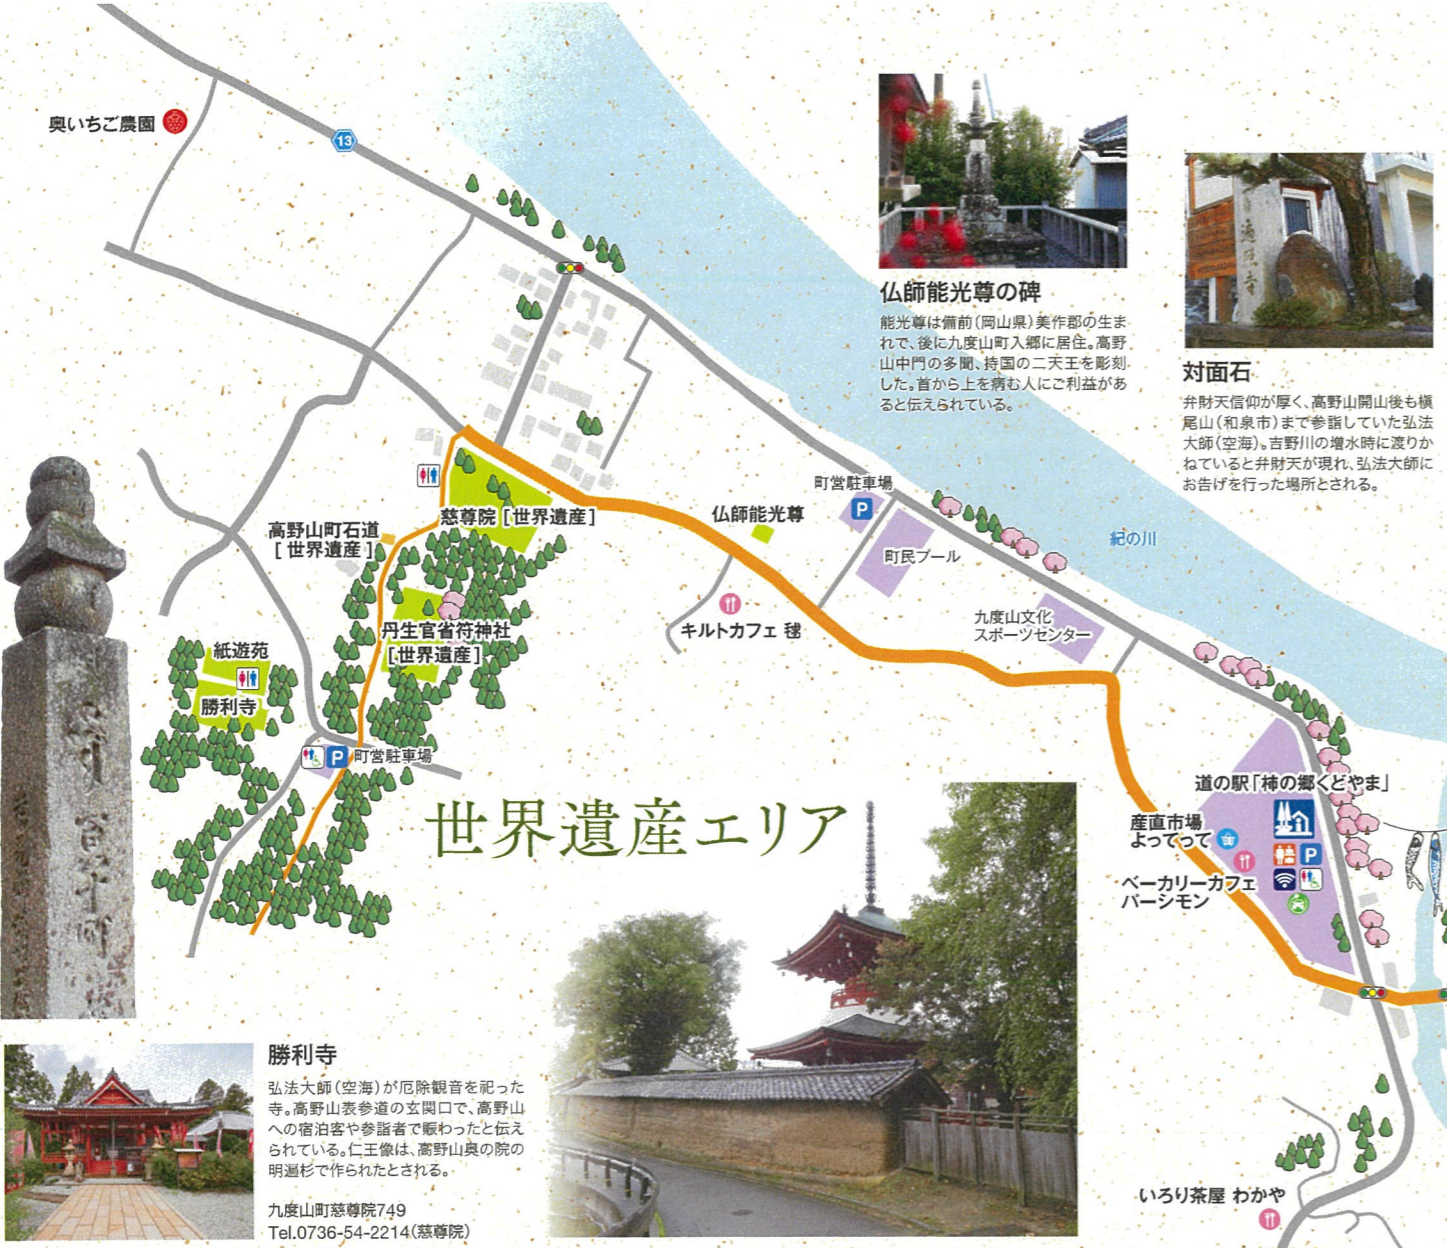 奥いちご農園
13
仏師能光尊の碑
能光尊は備前(岡山県)美作郡の生ま
れで、後に九度山町入郷に居住。高野
山中門の多聞、持国の二天王を彫刻
した。首から上を病む人にご利益があ
ると伝えられている。
対面石
弁財天信仰が厚く、高野山開山後も槇
尾山(和泉市)まで参詣していた弘法
大師(空海)。吉野川の増水時に渡りか
ねていると弁財天が現れ、弘法大師に
お告げを行った場所とされる。
町営駐車場
P
仏師能光尊
慈尊院[世界遺産]
高野山町石道
[世界遺産]
町民プール
紀の川
キルトカフェ 毬
九度山文化
スポーツセンター
丹生官省符神社
[世界遺産]
紙遊苑
勝利寺
P
町営駐車場
道の駅「柿の郷くどやま」
産直市場
よってって
P
ベーカリーカフェ
パーシモン
世界遺産エリア
勝利寺
弘法大師(空海)が厄除観音を祀った
寺。高野山表参道の玄関口で、高野山
への宿泊客や参詣者で賑わったと伝え
られている。仁王像は、高野山奥の院の
明遍杉で作られたとされる。
九度山町慈尊院749
Tel.0736-54-2214(慈尊院)
いろり茶屋 わかや